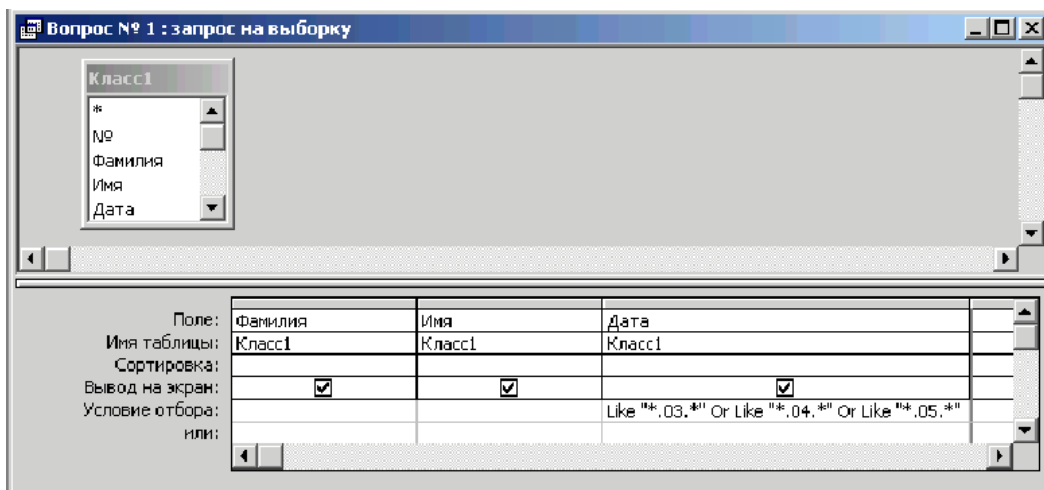 Вопрос № 1 : запрос на выборку
Класс1
*
№
Фамилия
Имя
Дата
Поле: Фамилия Имя Дата
Имя таблицы: Класс1 Класс1 Класс1
Сортировка:
Вывод на экран:
Условие отбора: Like "*.03.*" Or Like "*.04.*" Or Like "*.05.*"
или: